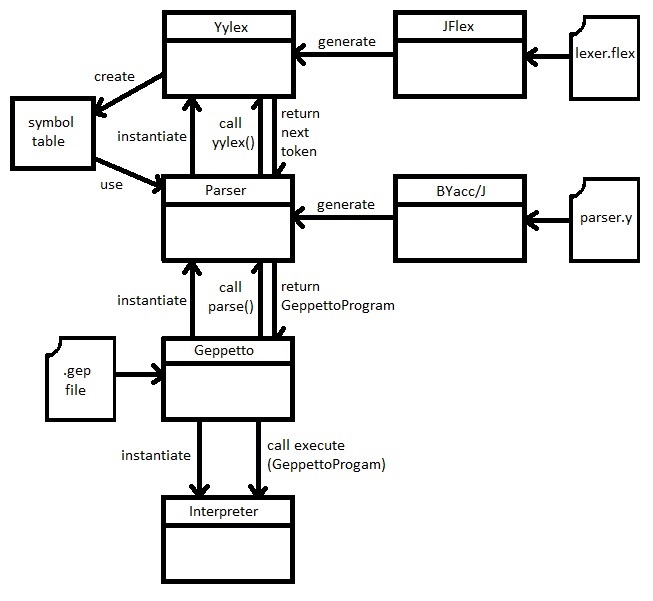 Yylex
JFlex
generate
lexer.flex
create
symbol
table
instantiate
call
yylex()
return
next
token
use
Parser
BYacc/J
generate
parser.y
instantiate
call
parse()
return
GeppettoProgram
Geppetto
.gep
file
instantiate
call execute
(GeppettoProgam)
Interpreter